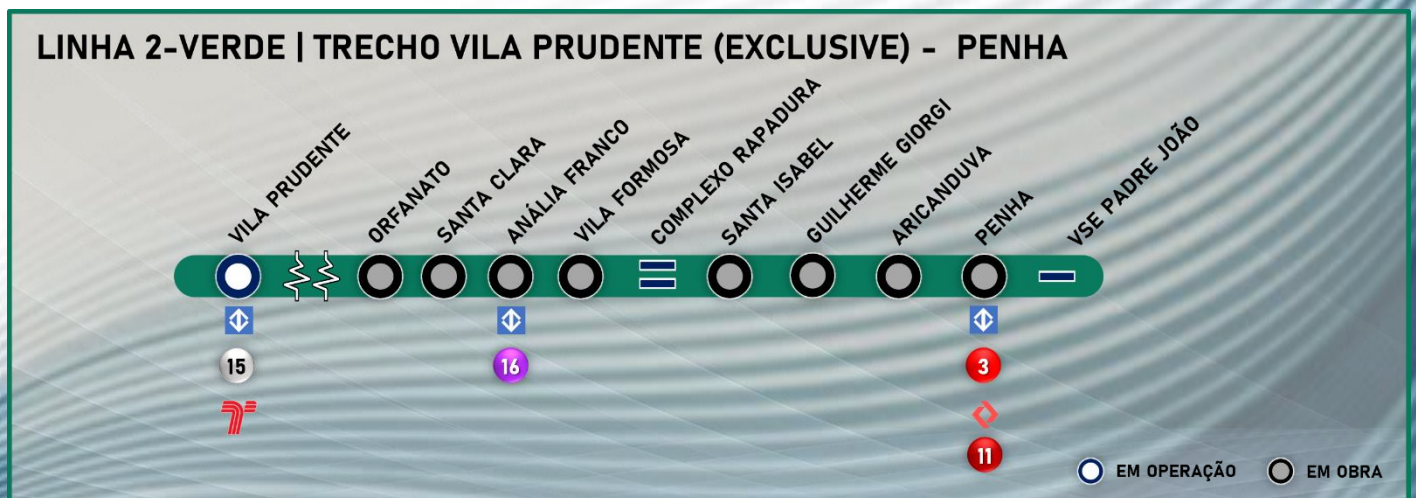 LINHA 2-VERDE | TRECHO VILA PRUDENTE (EXCLUSIVE) - PENHA
VILA PRUDENTE
ORFANATO
SANTA CLARA
ANÁLIA FRANCO
VILA FORMOSA
COMPLEXO RAPADURA
SANTA ISABEL
GUILHERME GIORGI
ARICANDUVA
PENHA
VSE PADRE JOÃO
15
16
3
11
EM OPERAÇÃO
EM OBRA